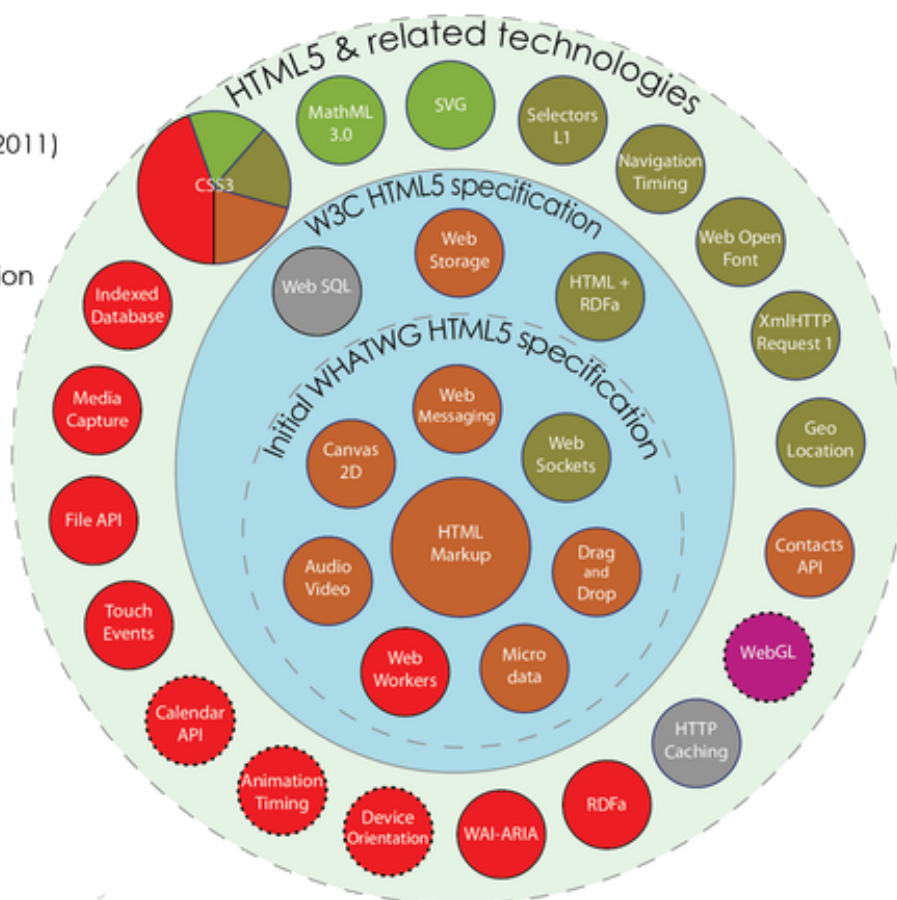 HTML5 & related technologies
2011)
MathML
3.0
SVG
Selectors
L1
Navigation
Timing
CSS3
W3C HTML5 specification
Web Open
Font
Web
Storage
Web SQL
HTML +
RDFa
Indexed
Database
XmlHTTP
Request 1
Initial WHATWG HTML5 specification
Media
Capture
Web
Messaging
Geo
Location
Canvas
2D
Web
Sockets
File API
HTML
Markup
Contacts
API
Audio
Video
Drag
and
Drop
Touch
Events
Web
Workers
Micro
data
WebGL
Calendar
API
HTTP
Caching
Animation
Timing
RDFa
Device
Orientation
WAI-ARIA